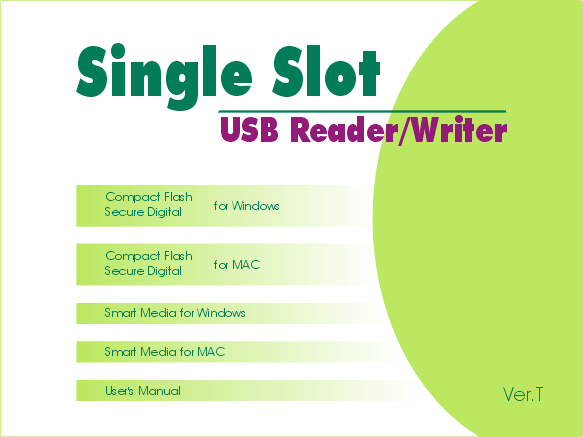 Single Slot
USB Reader/Writer
Compact Flash
Secure Digital for Windows
Compact Flash
Secure Digital for MAC
Smart Media for Windows
Smart Media for MAC
User's Manual
Ver.T